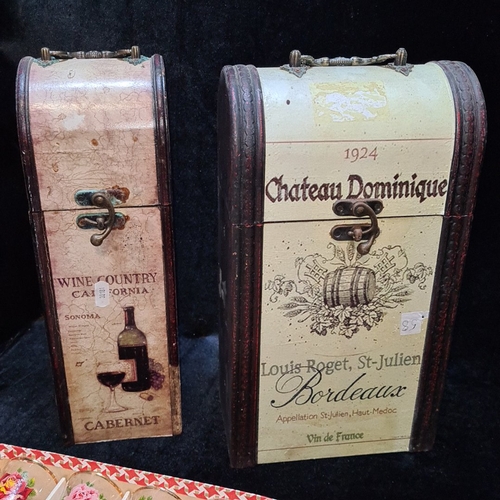 WINE COUNTRY
CALIFORNIA
SONOMA
CABERNET
1924
Chateau Dominique
Louis Roget, St-Julien
Bordeaux
Appellation St-Julien, Haut-Medoc
Vin de France